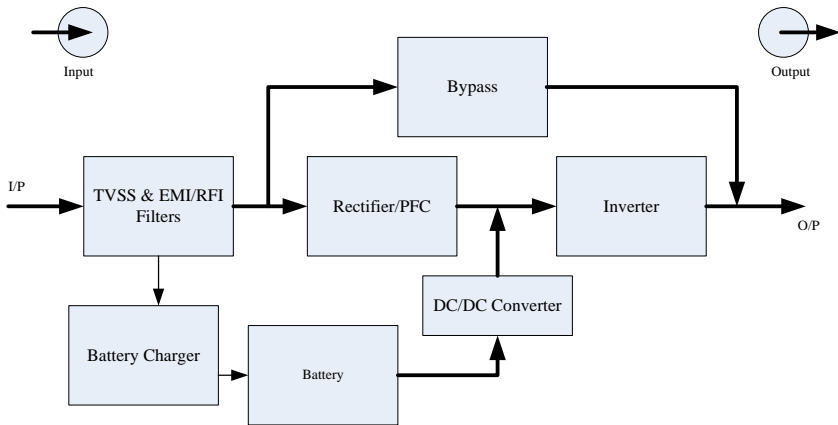 Input
Output
Bypass
I/P
TVSS & EMI/RFI
Filters
Rectifier/PFC
Inverter
O/P
DC/DC Converter
Battery Charger
Battery